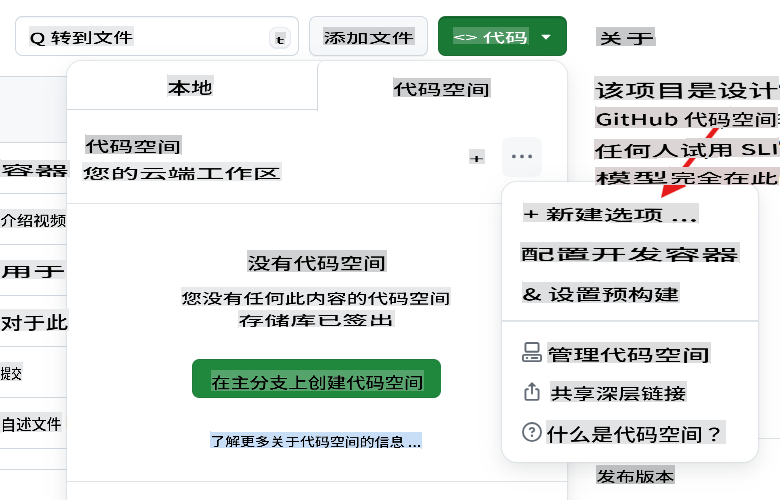 Q 转到文件
t
添加文件
<> 代码
关于
本地
代码空间
该项目是设计
GitHub 代码空间
任何人试用 SLI
模型完全在此
代码空间
您的云端工作区
+
...
容器
介绍视频
用于
对于此
提交
自述文件
没有代码空间
您没有任何此内容的代码空间
存储库已签出
在主分支上创建代码空间
了解更多关于代码空间的信息 ...
+ 新建选项 ...
配置开发容器
& 设置预构建
管理代码空间
共享深层链接
什么是代码空间？
发布版本